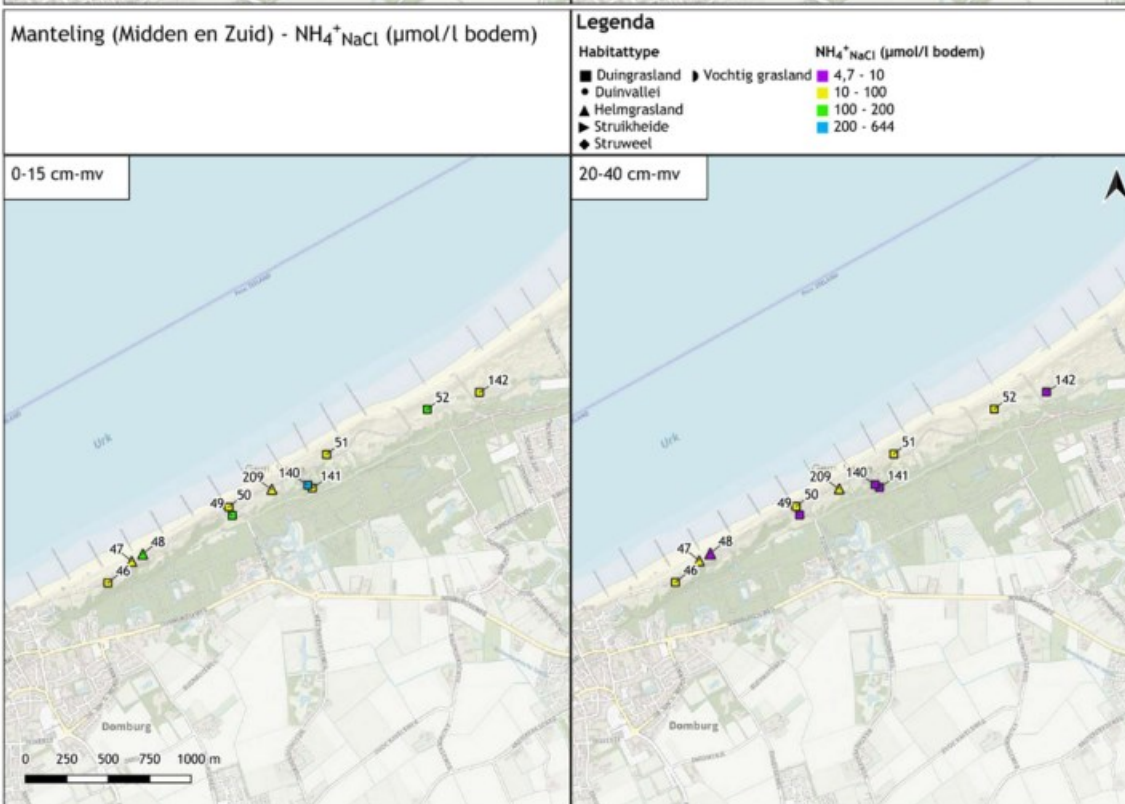 Manteling (Midden en Zuid) - NH₄⁺NaCl (µmol/l bodem)
Legenda
Habitattype
Duingrasland
Vochtig grasland
Duinvallei
Helmgrasland
Struikheide
Struweel
NH₄⁺NaCl (µmol/l bodem)
4,7 - 10
10 - 100
100 - 200
200 - 644
0-15 cm-mv
142
52
51
140
141
209
50
49
48
47
46
Urk
Domburg
0 250 500 750 1000 m
20-40 cm-mv
142
52
51
140
141
209
50
49
48
47
46
Urk
Domburg